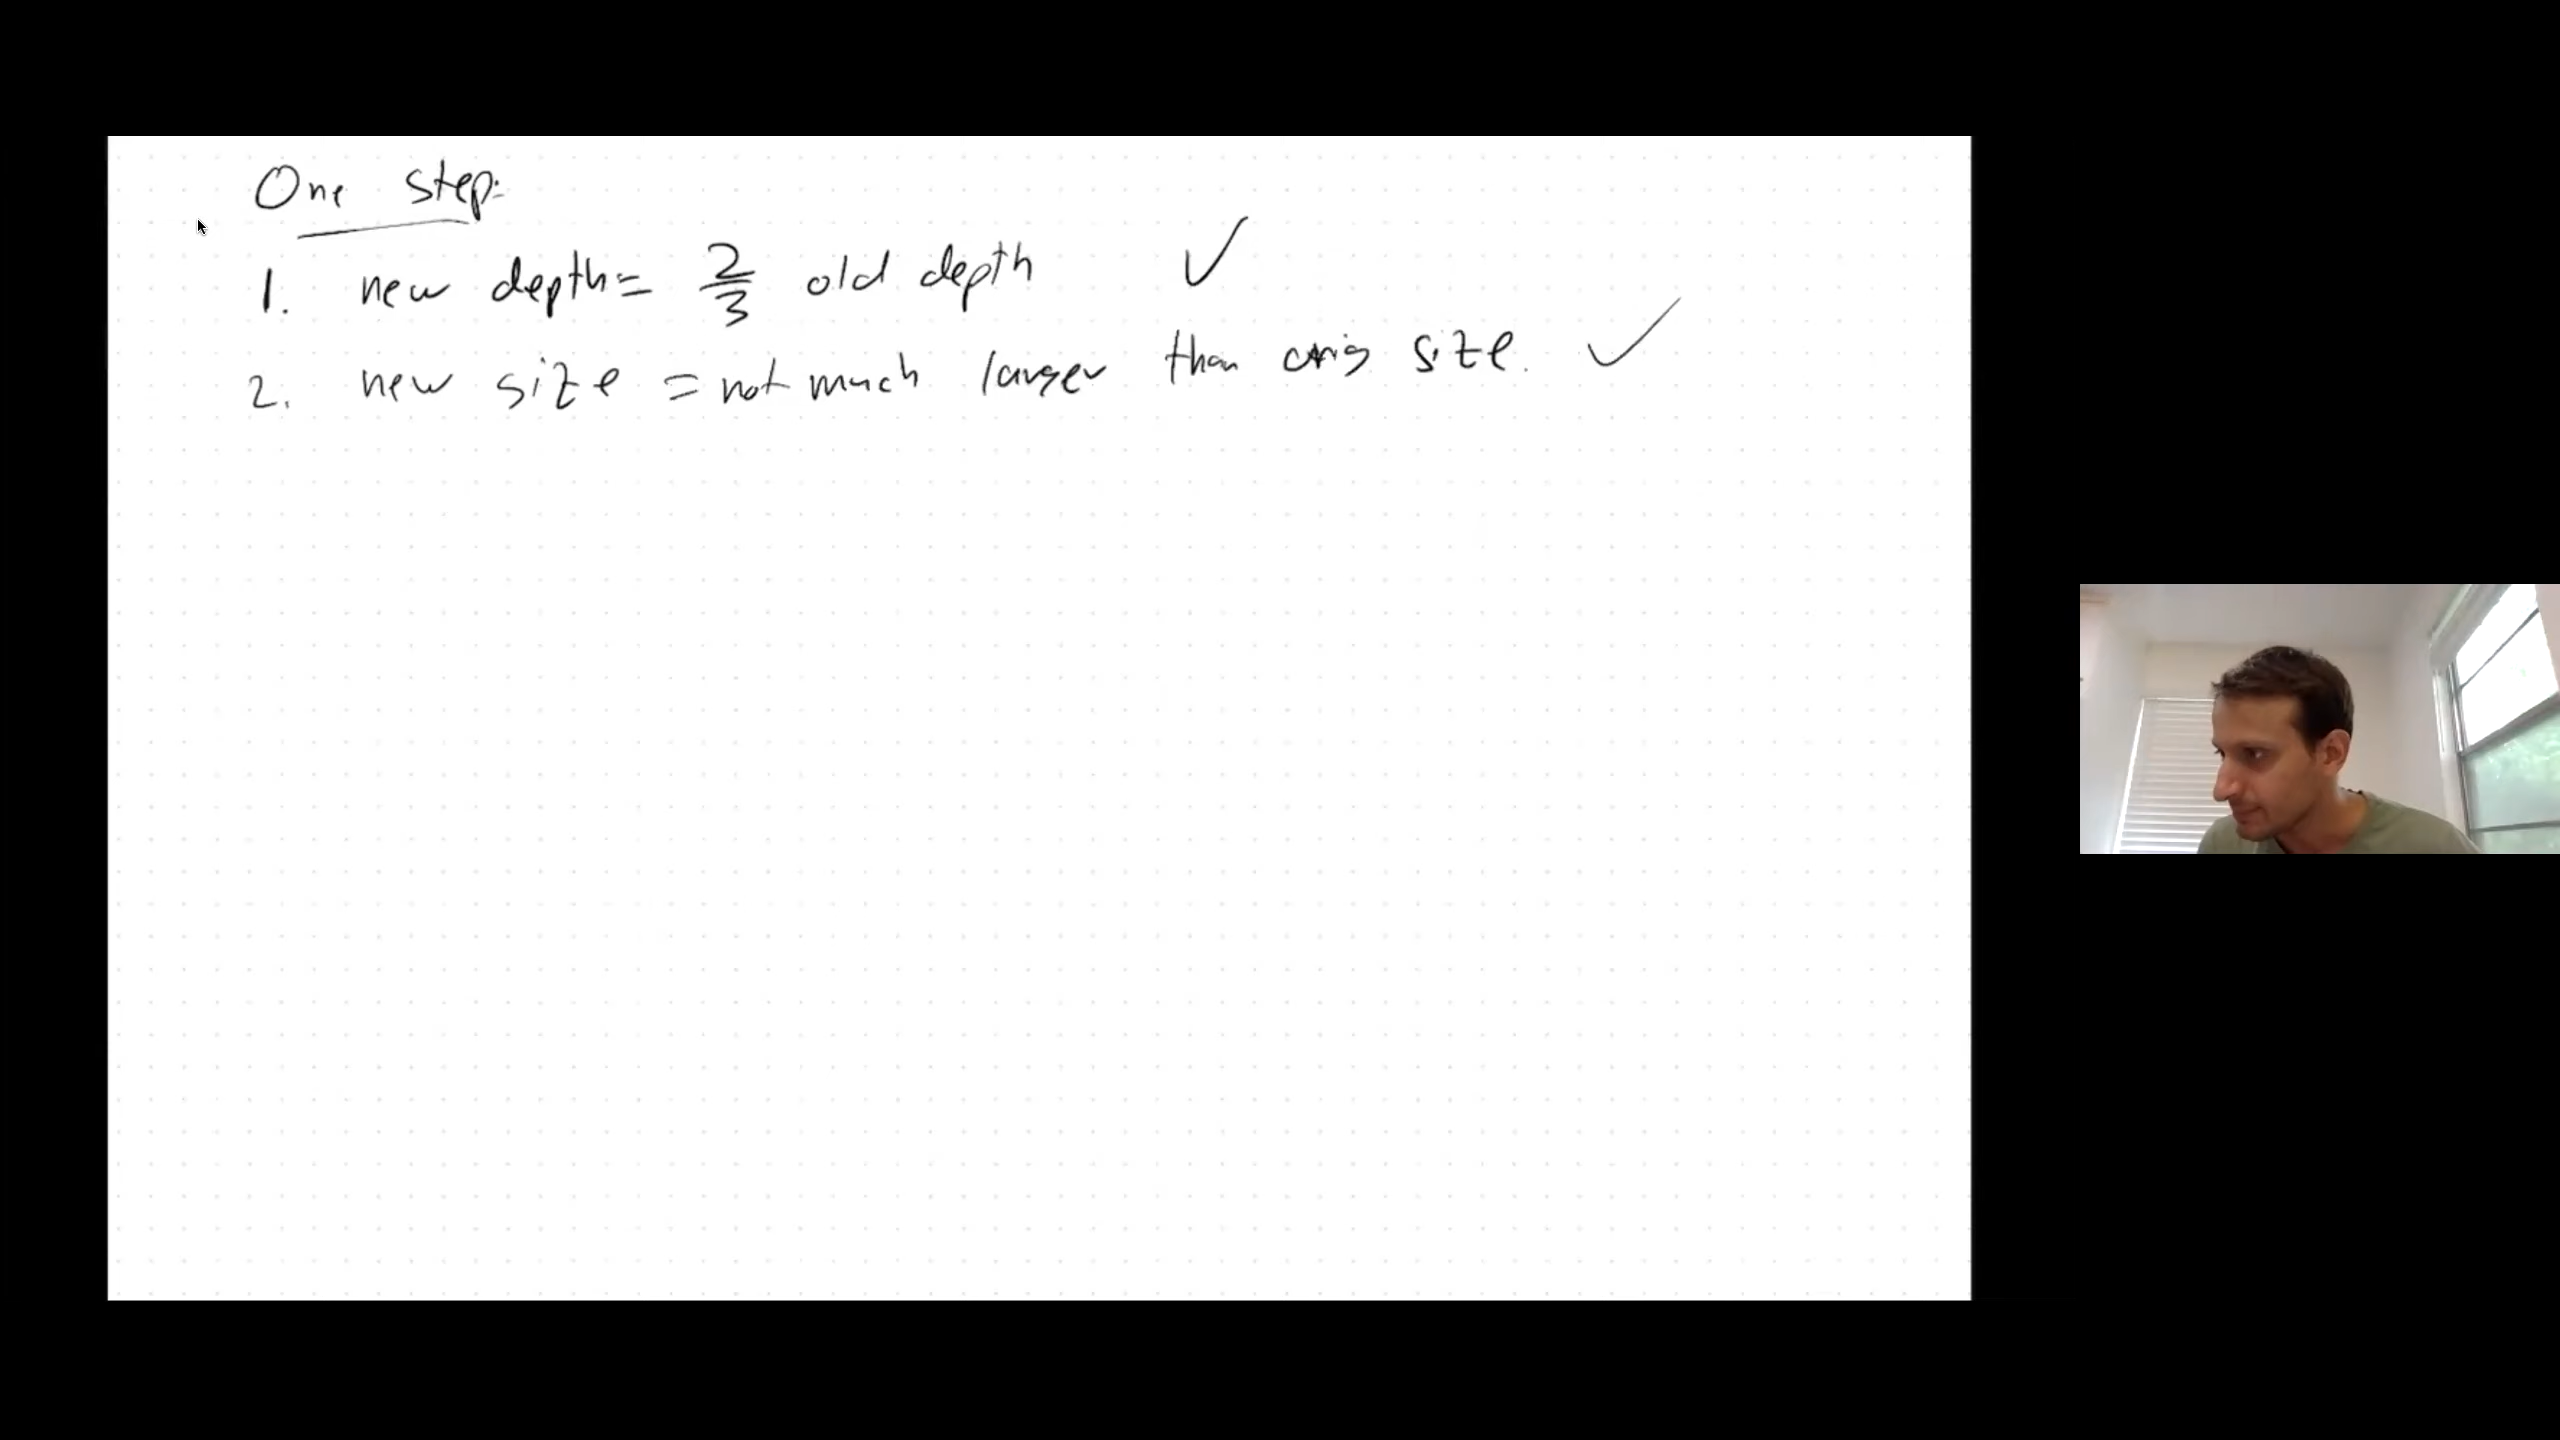 One step:
1. new depth = 2/3 old depth ✓
2. new size = not much larger than orig size. ✓